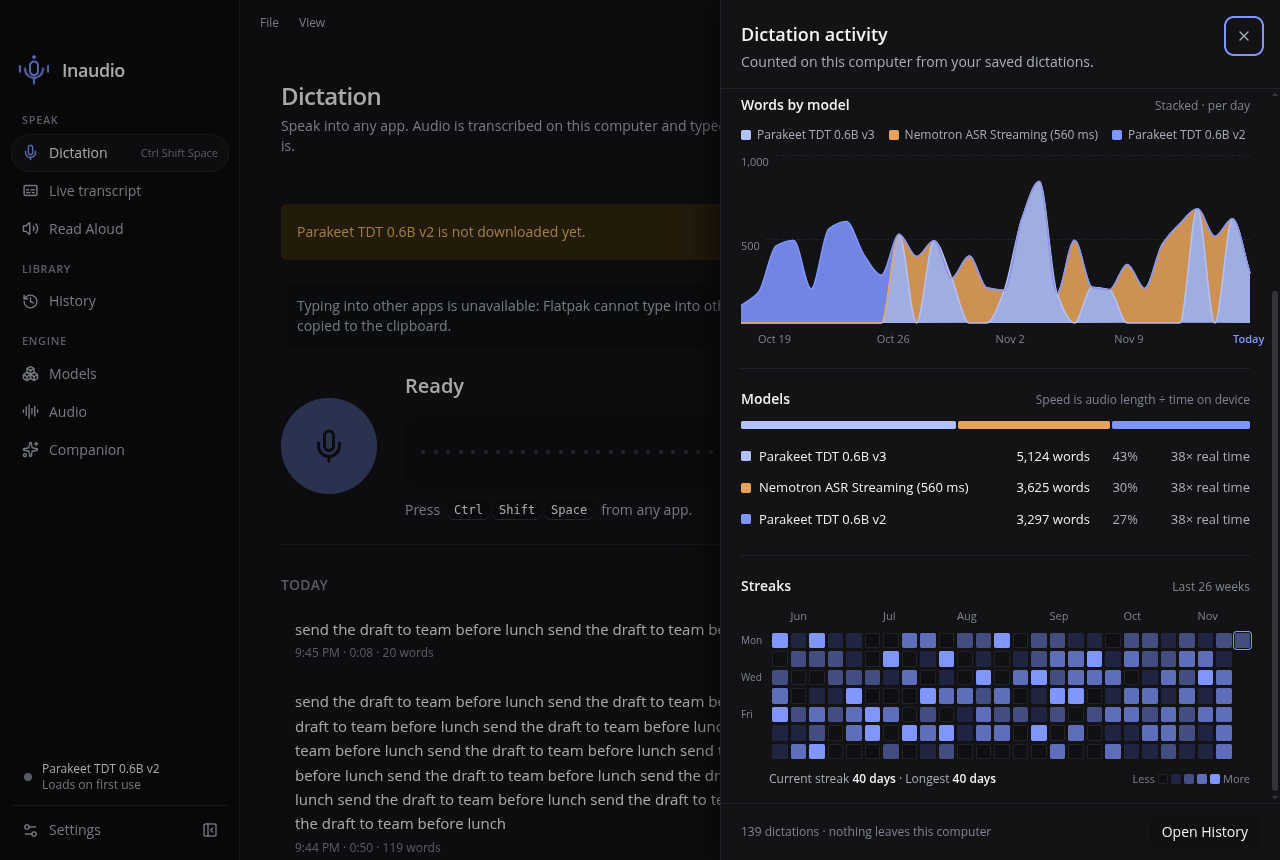 File View
Inaudio
SPEAK
Dictation Ctrl Shift Space
Live transcript
Read Aloud
LIBRARY
History
ENGINE
Models
Audio
Companion
Parakeet TDT 0.6B v2
Loads on first use
Settings
Dictation
Speak into any app. Audio is transcribed on this computer and type
is.
Parakeet TDT 0.6B v2 is not downloaded yet.
Typing into other apps is unavailable: Flatpak cannot type into ot
copied to the clipboard.
Ready
Press Ctrl Shift Space from any app.
TODAY
send the draft to team before lunch send the draft to team b
9:45 PM · 0:08 · 20 words
send the draft to team before lunch send the draft to team before lunch send the
draft to team before lunch send the draft to team before lunch
team before lunch send the draft to team before lunch send t
before lunch send the draft to team before lunch send the dr
lunch send the draft to team before lunch send the draft to te
the draft to team before lunch
9:44 PM · 0:50 · 119 words
Dictation activity
Counted on this computer from your saved dictations.
Words by model Stacked · per day
Parakeet TDT 0.6B v3 Nemotron ASR Streaming (560 ms) Parakeet TDT 0.6B v2
1,000
500
Oct 19 Oct 26 Nov 2 Nov 9 Today
Models Speed is audio length ÷ time on device
Parakeet TDT 0.6B v3 5,124 words 43% 38× real time
Nemotron ASR Streaming (560 ms) 3,625 words 30% 38× real time
Parakeet TDT 0.6B v2 3,297 words 27% 38× real time
Streaks Last 26 weeks
Jun Jul Aug Sep Oct Nov
Mon
Wed
Fri
Current streak 40 days · Longest 40 days Less More
139 dictations · nothing leaves this computer Open History